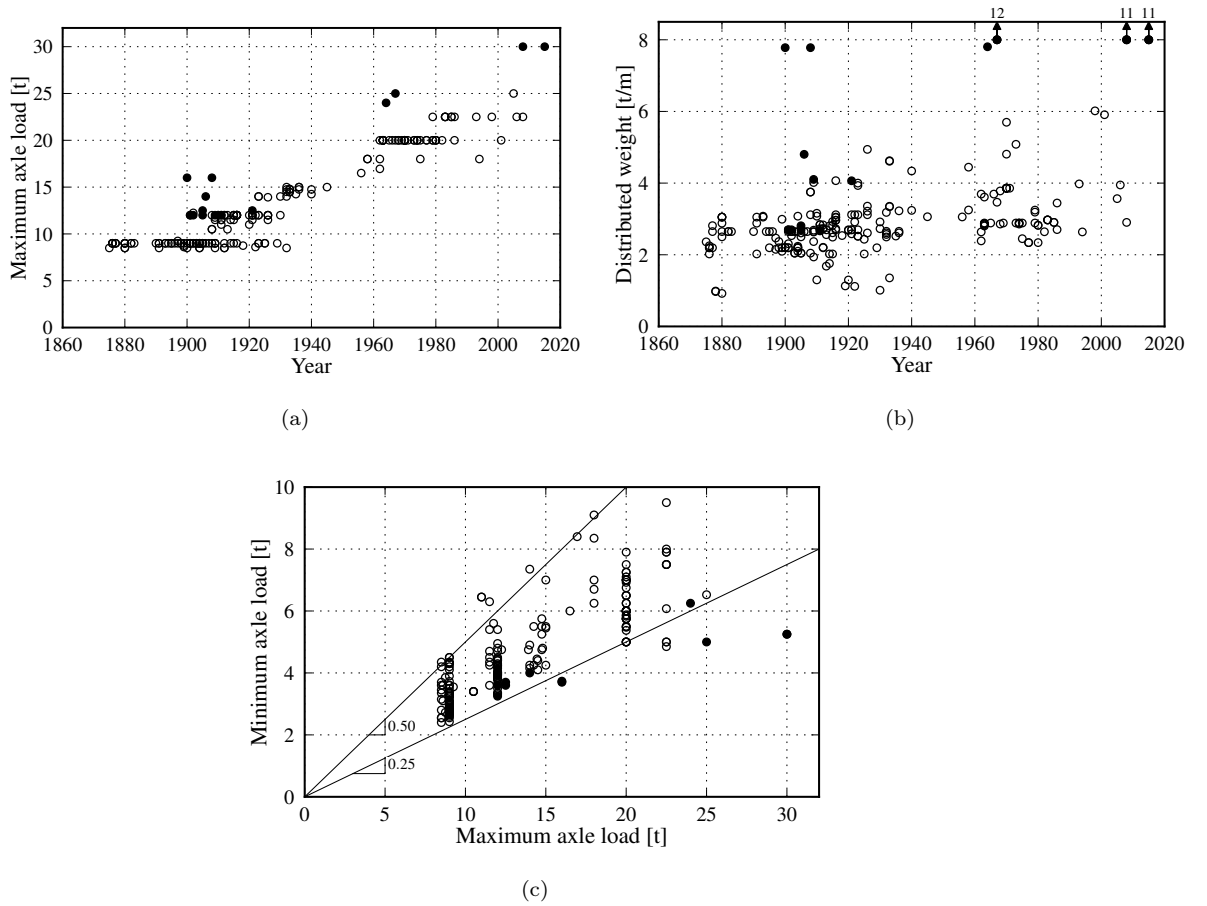 Maximum axle load [t]
30
25
20
15
10
5
0
1860 1880 1900 1920 1940 1960 1980 2000 2020
Year
(a)
12 11 11
Distributed weight [t/m]
8
6
4
2
0
1860 1880 1900 1920 1940 1960 1980 2000 2020
Year
(b)
Minimum axle load [t]
10
8
6
4
2
0
0.50
0.25
0 5 10 15 20 25 30
Maximum axle load [t]
(c)